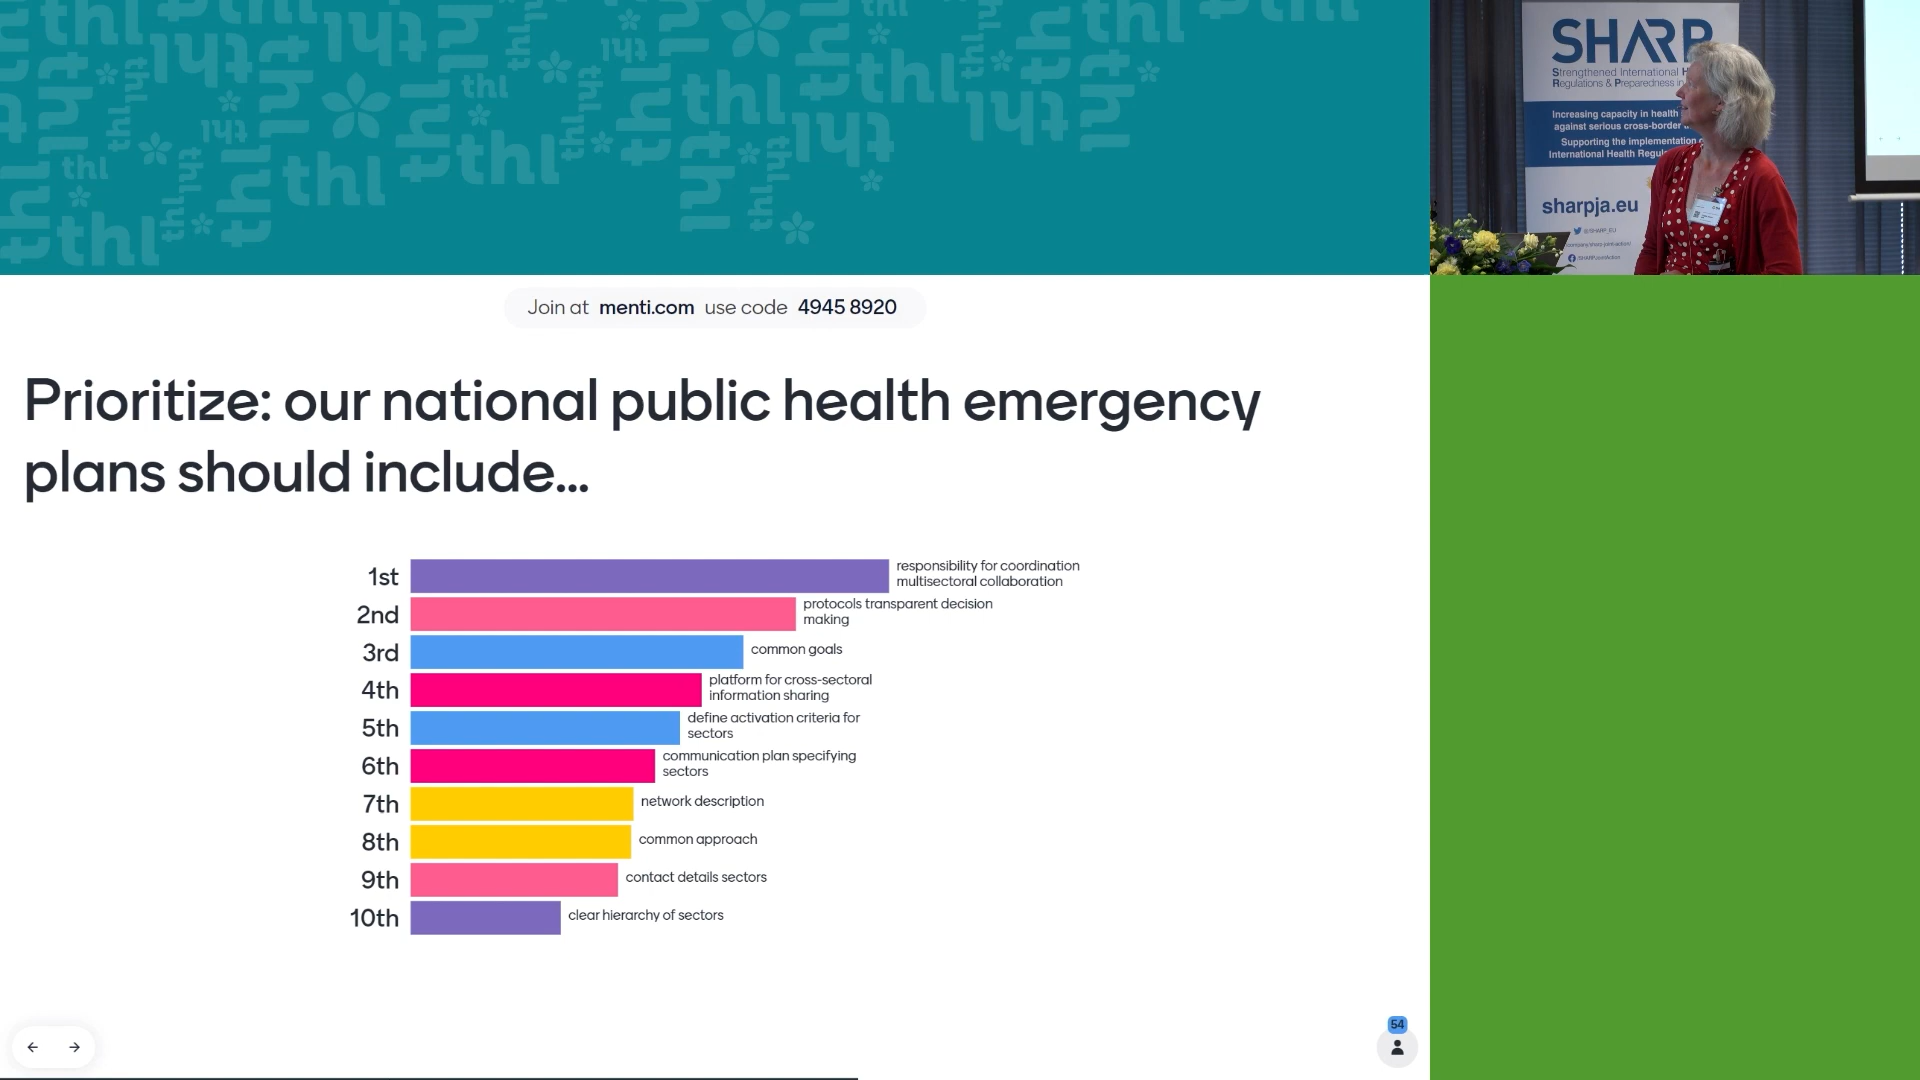 thl
Join at menti.com use code 4945 8920
Prioritize: our national public health emergency
plans should include...
1st
responsibility for coordination
multisectoral collaboration
2nd
protocols transparent decision
making
3rd
common goals
4th
platform for cross-sectoral
information sharing
5th
define activation criteria for
sectors
6th
communication plan specifying
sectors
7th
network description
8th
common approach
9th
contact details sectors
10th
clear hierarchy of sectors
54
SHARP
Strengthened International
Regulations & Preparedness in
Increasing capacity in health
against serious cross-border
Supporting the implementation
International Health
sharpja.eu
@SHARP_EU